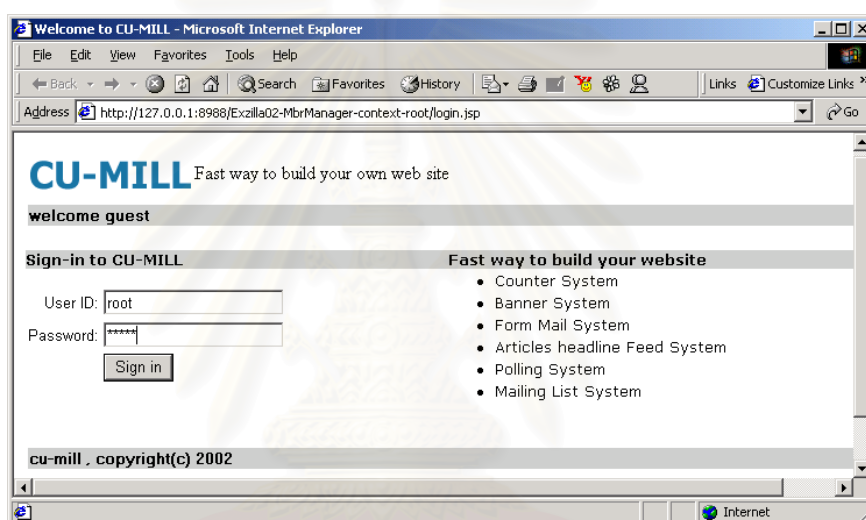 Welcome to CU-MILL - Microsoft Internet Explorer
File Edit View Favorites Tools Help
Back Search Favorites History Links Customize Links »
Address http://127.0.0.1:8988/Exzilla02-MbrManager-context-root/login.jsp Go
CU-MILL Fast way to build your own web site
welcome guest
Sign-in to CU-MILL
User ID: root
Password: *****
Sign in
Fast way to build your website
• Counter System
• Banner System
• Form Mail System
• Articles headline Feed System
• Polling System
• Mailing List System
cu-mill , copyright(c) 2002
Internet